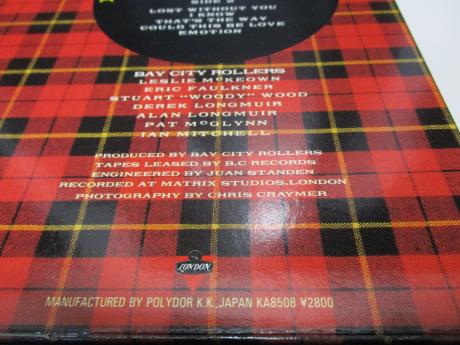 SIDE 2
LOST WITHOUT YOU
I KNOW
THAT'S THE WAY
COULD THIS BE LOVE
EMOTION
BAY CITY ROLLERS
LESLIE McKEOWN
ERIC FAULKNER
STUART "WOODY" WOOD
DEREK LONGMUIR
ALAN LONGMUIR
PAT McGLYNN
IAN MITCHELL
PRODUCED BY BAY CITY ROLLERS
TAPES LEASED BY B.C RECORDS
ENGINEERED BY JUAN STANDEN
RECORDED AT MATRIX STUDIOS, LONDON
PHOTOGRAPHY BY CHRIS CRAYMER
LONDON
MANUFACTURED BY POLYDOR K.K., JAPAN KA8508 ¥2800